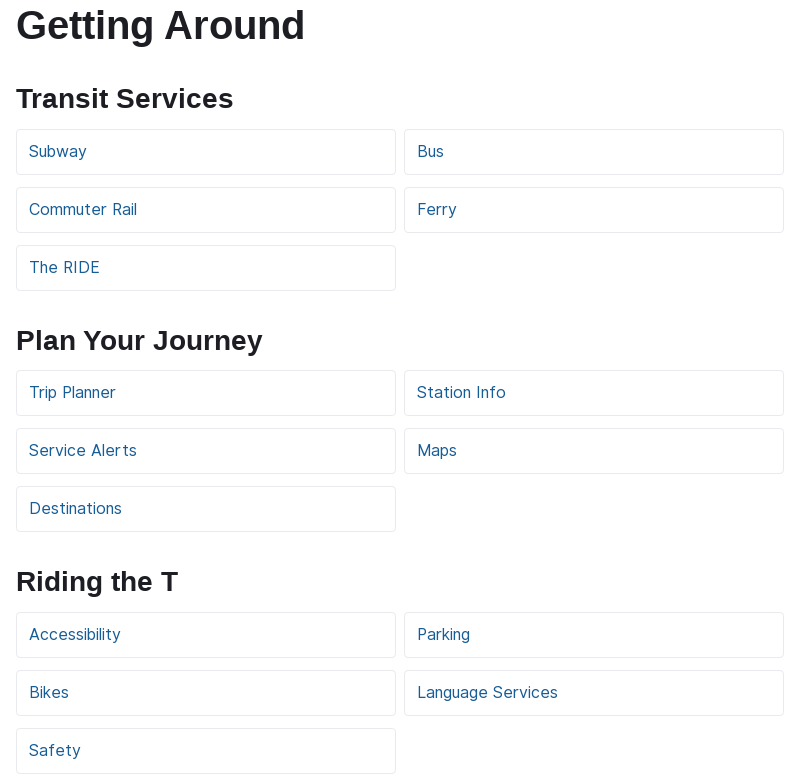 Getting Around
Transit Services
Subway
Bus
Commuter Rail
Ferry
The RIDE
Plan Your Journey
Trip Planner
Station Info
Service Alerts
Maps
Destinations
Riding the T
Accessibility
Parking
Bikes
Language Services
Safety